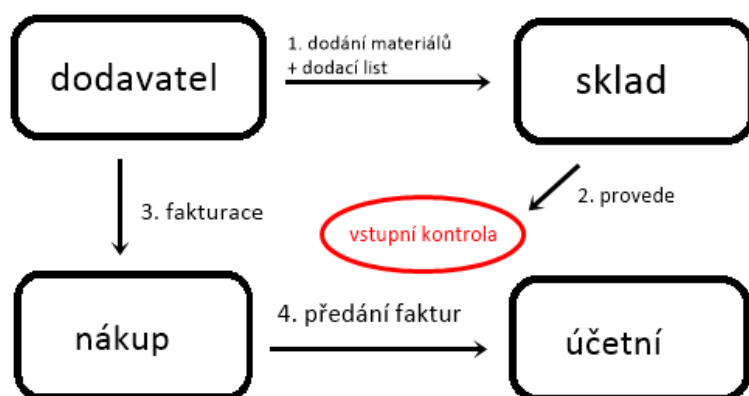 dodavatel
1. dodání materiálů
+ dodací list
sklad
2. provede
vstupní kontrola
3. fakturace
nákup
4. předání faktur
účetní